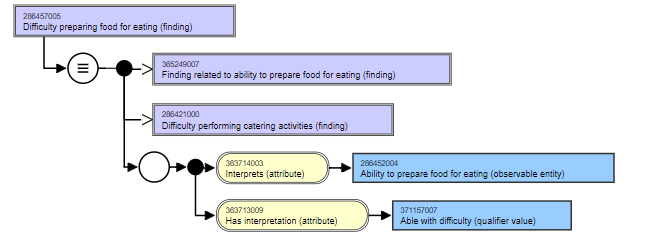 286457005
Difficulty preparing food for eating (finding)
365249007
Finding related to ability to prepare food for eating (finding)
286421000
Difficulty performing catering activities (finding)
363714003
Interprets (attribute)
286452004
Ability to prepare food for eating (observable entity)
363713009
Has interpretation (attribute)
371157007
Able with difficulty (qualifier value)